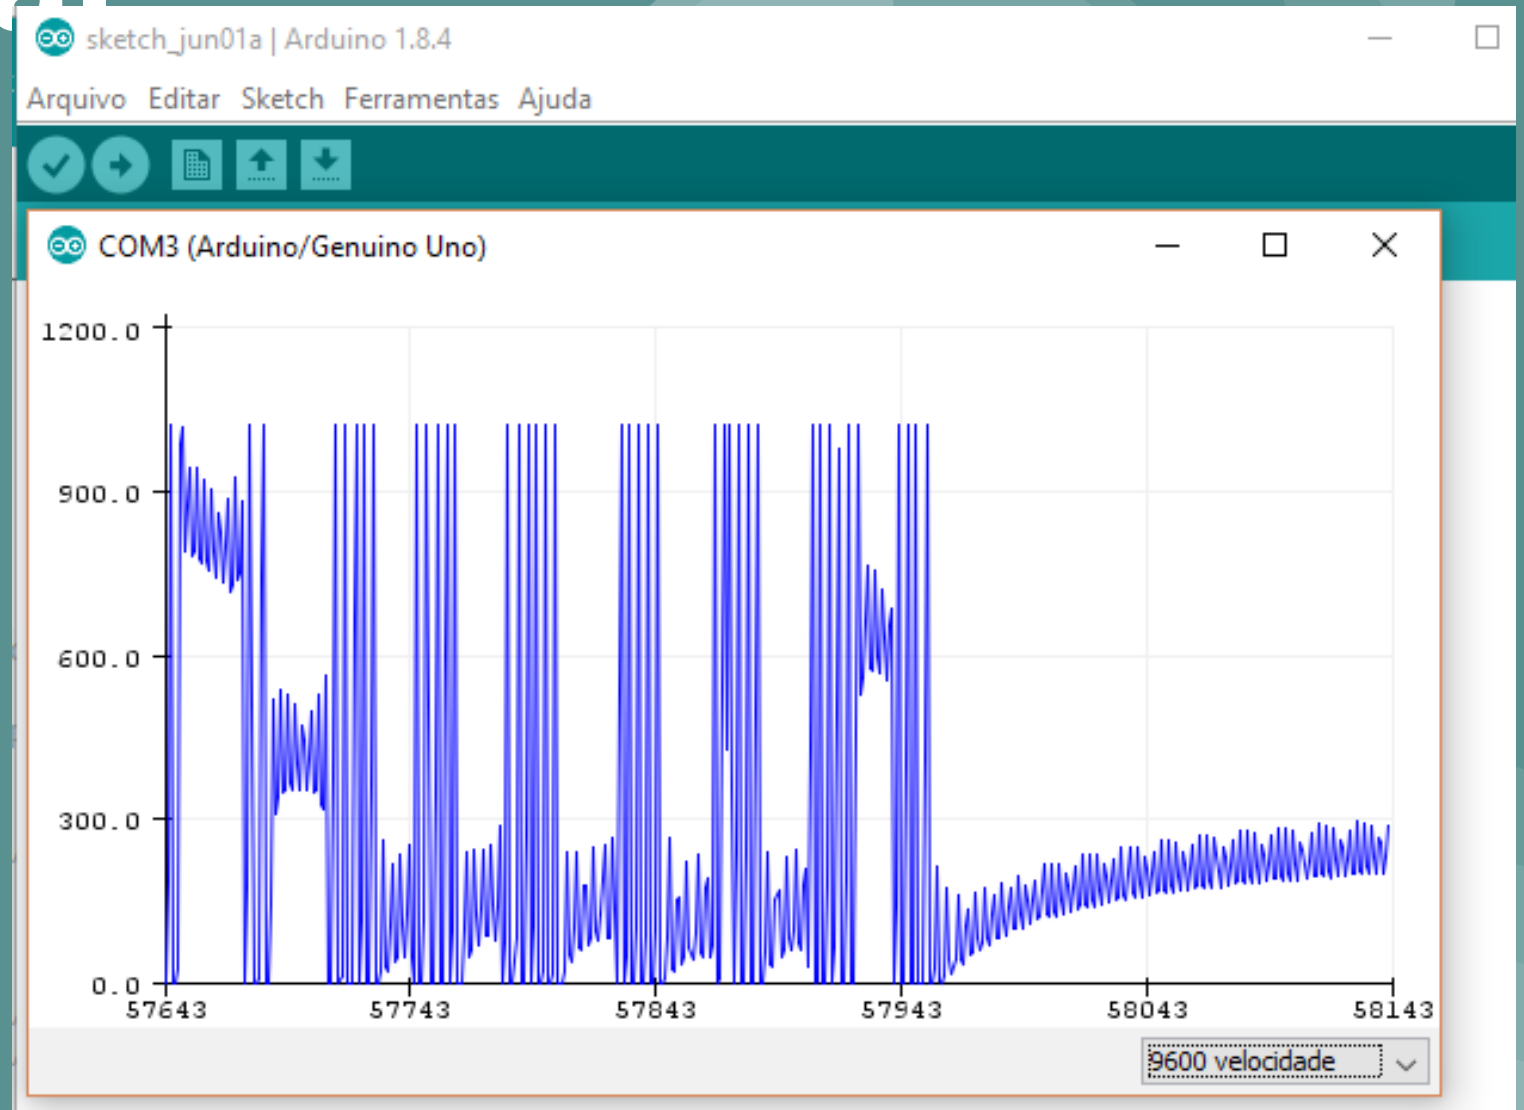 sketch_jun01a | Arduino 1.8.4
Arquivo Editar Sketch Ferramentas Ajuda
COM3 (Arduino/Genuino Uno)
1200.0
900.0
600.0
300.0
0.0
57643 57743 57843 57943 58043 58143
9600 velocidade